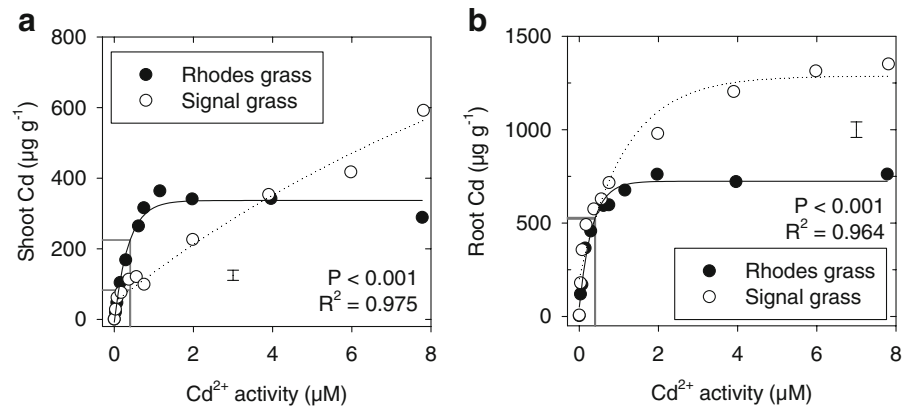 a
800
600
400
200
0
Shoot Cd (µg g⁻¹)
Rhodes grass
Signal grass
P < 0.001
R² = 0.975
0 2 4 6 8
Cd²⁺ activity (µM)
b
1500
1000
500
0
Root Cd (µg g⁻¹)
P < 0.001
R² = 0.964
Rhodes grass
Signal grass
0 2 4 6 8
Cd²⁺ activity (µM)